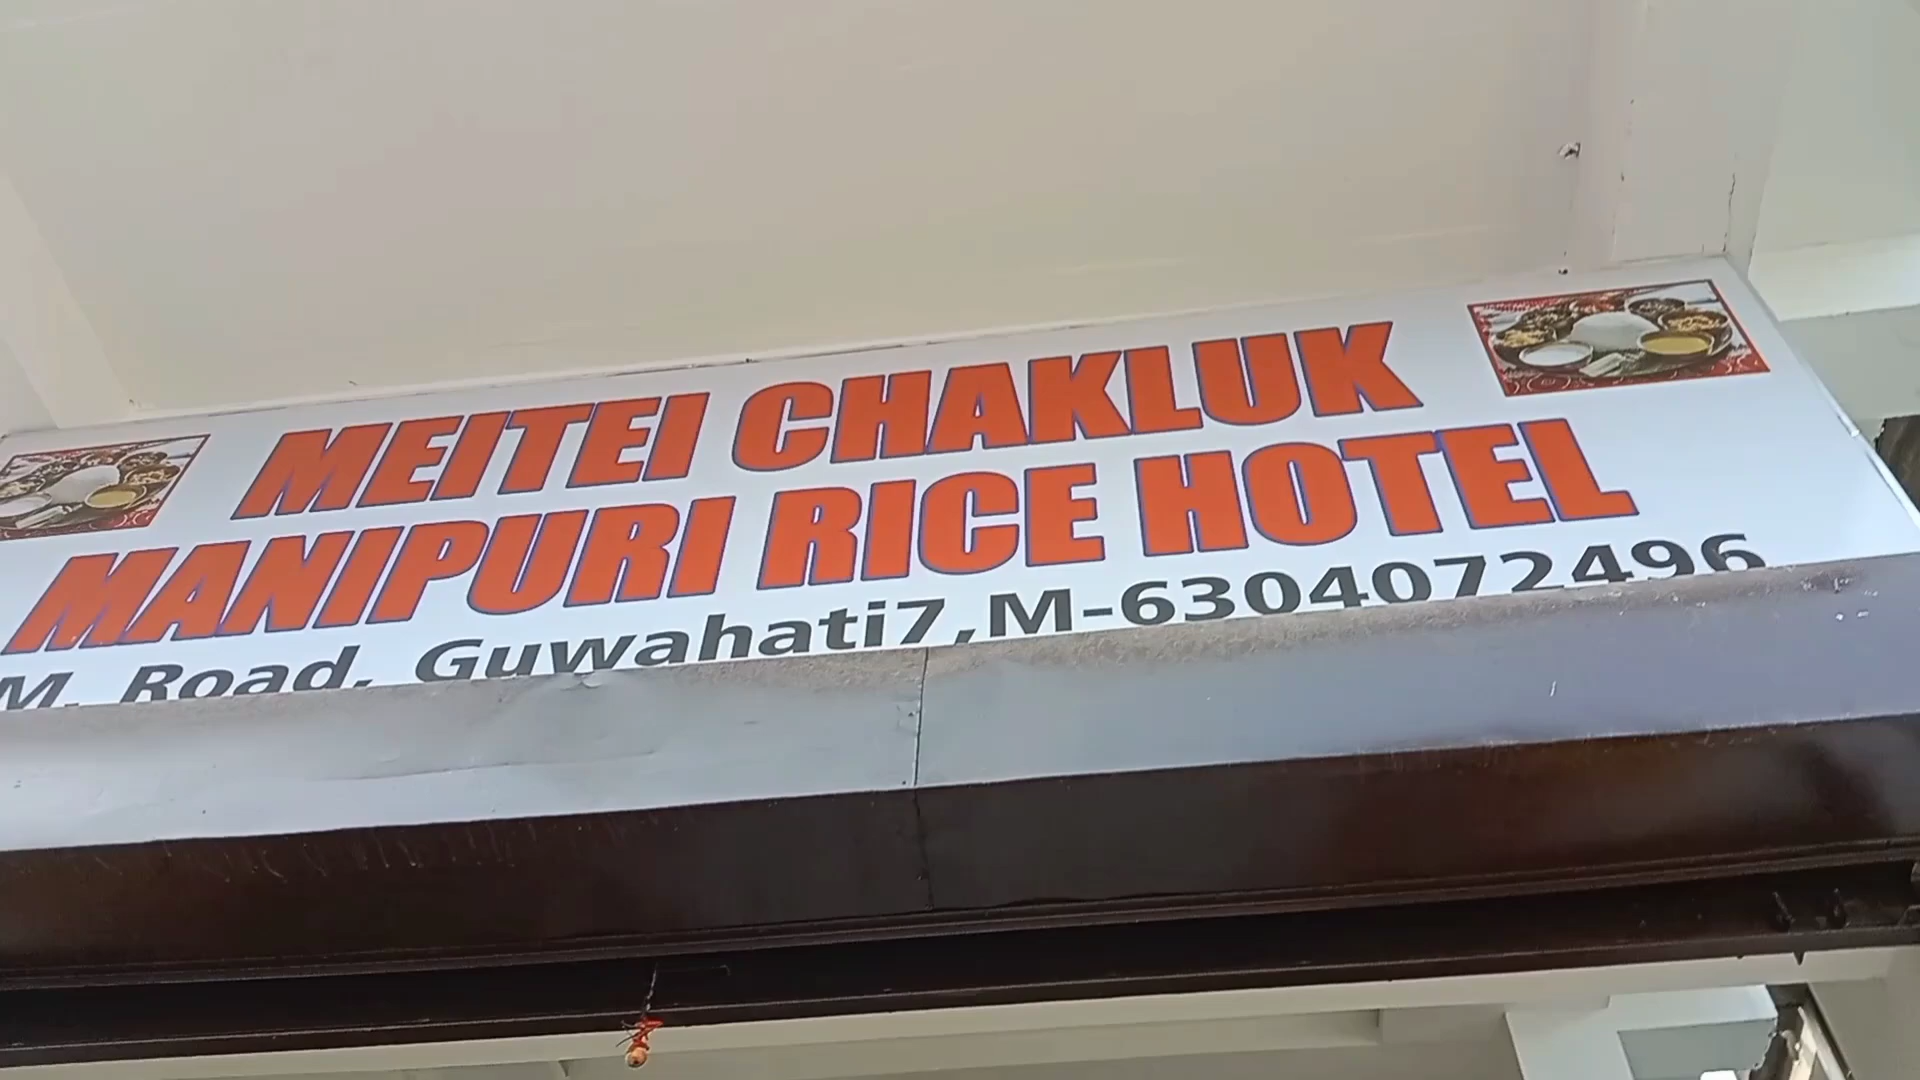 MEITEI CHAKLUK
MANIPURI RICE HOTEL
M. Road, Guwahati7,M-6304072496